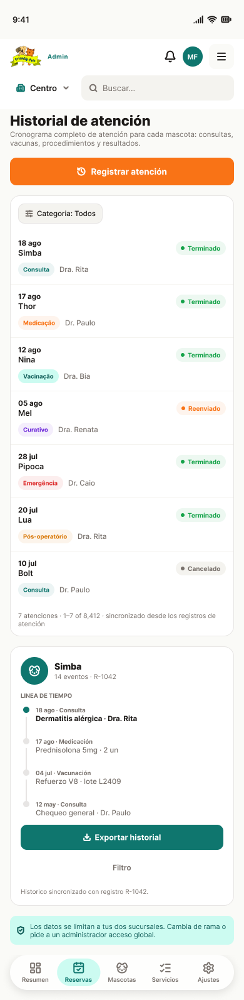 9:41
Friendly-Pets
Admin
MF
Centro
Buscar...
Historial de atención
Cronograma completo de atención para cada mascota: consultas,
vacunas, procedimientos y resultados.
Registrar atención
Categoria: Todos
18 ago
Simba
Terminado
Consulta Dra. Rita
17 ago
Thor
Terminado
Medicação Dr. Paulo
12 ago
Nina
Terminado
Vacinação Dra. Bia
05 ago
Mel
Reenviado
Curativo Dra. Renata
28 jul
Pipoca
Terminado
Emergência Dr. Caio
20 jul
Lua
Terminado
Pós-operatório Dra. Rita
10 jul
Bolt
Cancelado
Consulta Dr. Paulo
7 atenciones · 1–7 of 8,412 · sincronizado desde los registros de
atención
Simba
14 eventos · R-1042
LINEA DE TIEMPO
18 ago · Consulta
Dermatitis alérgica · Dra. Rita
17 ago · Medicación
Prednisolona 5mg · 2 un
04 jul · Vacunación
Refuerzo V8 · lote L2409
12 may · Consulta
Chequeo general · Dr. Paulo
Exportar historial
Filtro
Historico sincronizado con registro R-1042.
Los datos se limitan a tus dos sucursales. Cambia de rama o
pide a un administrador acceso global.
Resumen Reservas Mascotas Servicios Ajustes